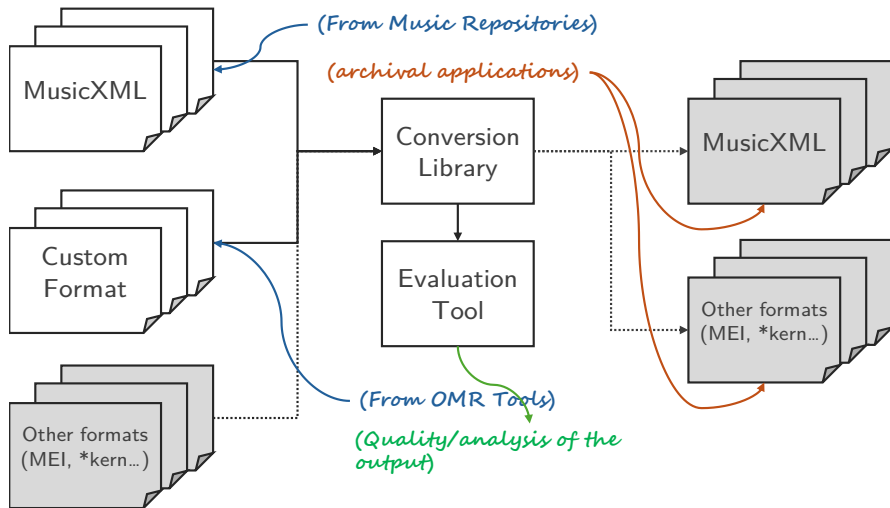 (From Music Repositories)
MusicXML
(archival applications)
Conversion
Library
MusicXML
Custom
Format
Evaluation
Tool
Other formats
(MEI, *kern…)
(From OMR Tools)
Other formats
(MEI, *kern…)
(Quality/analysis of the
output)